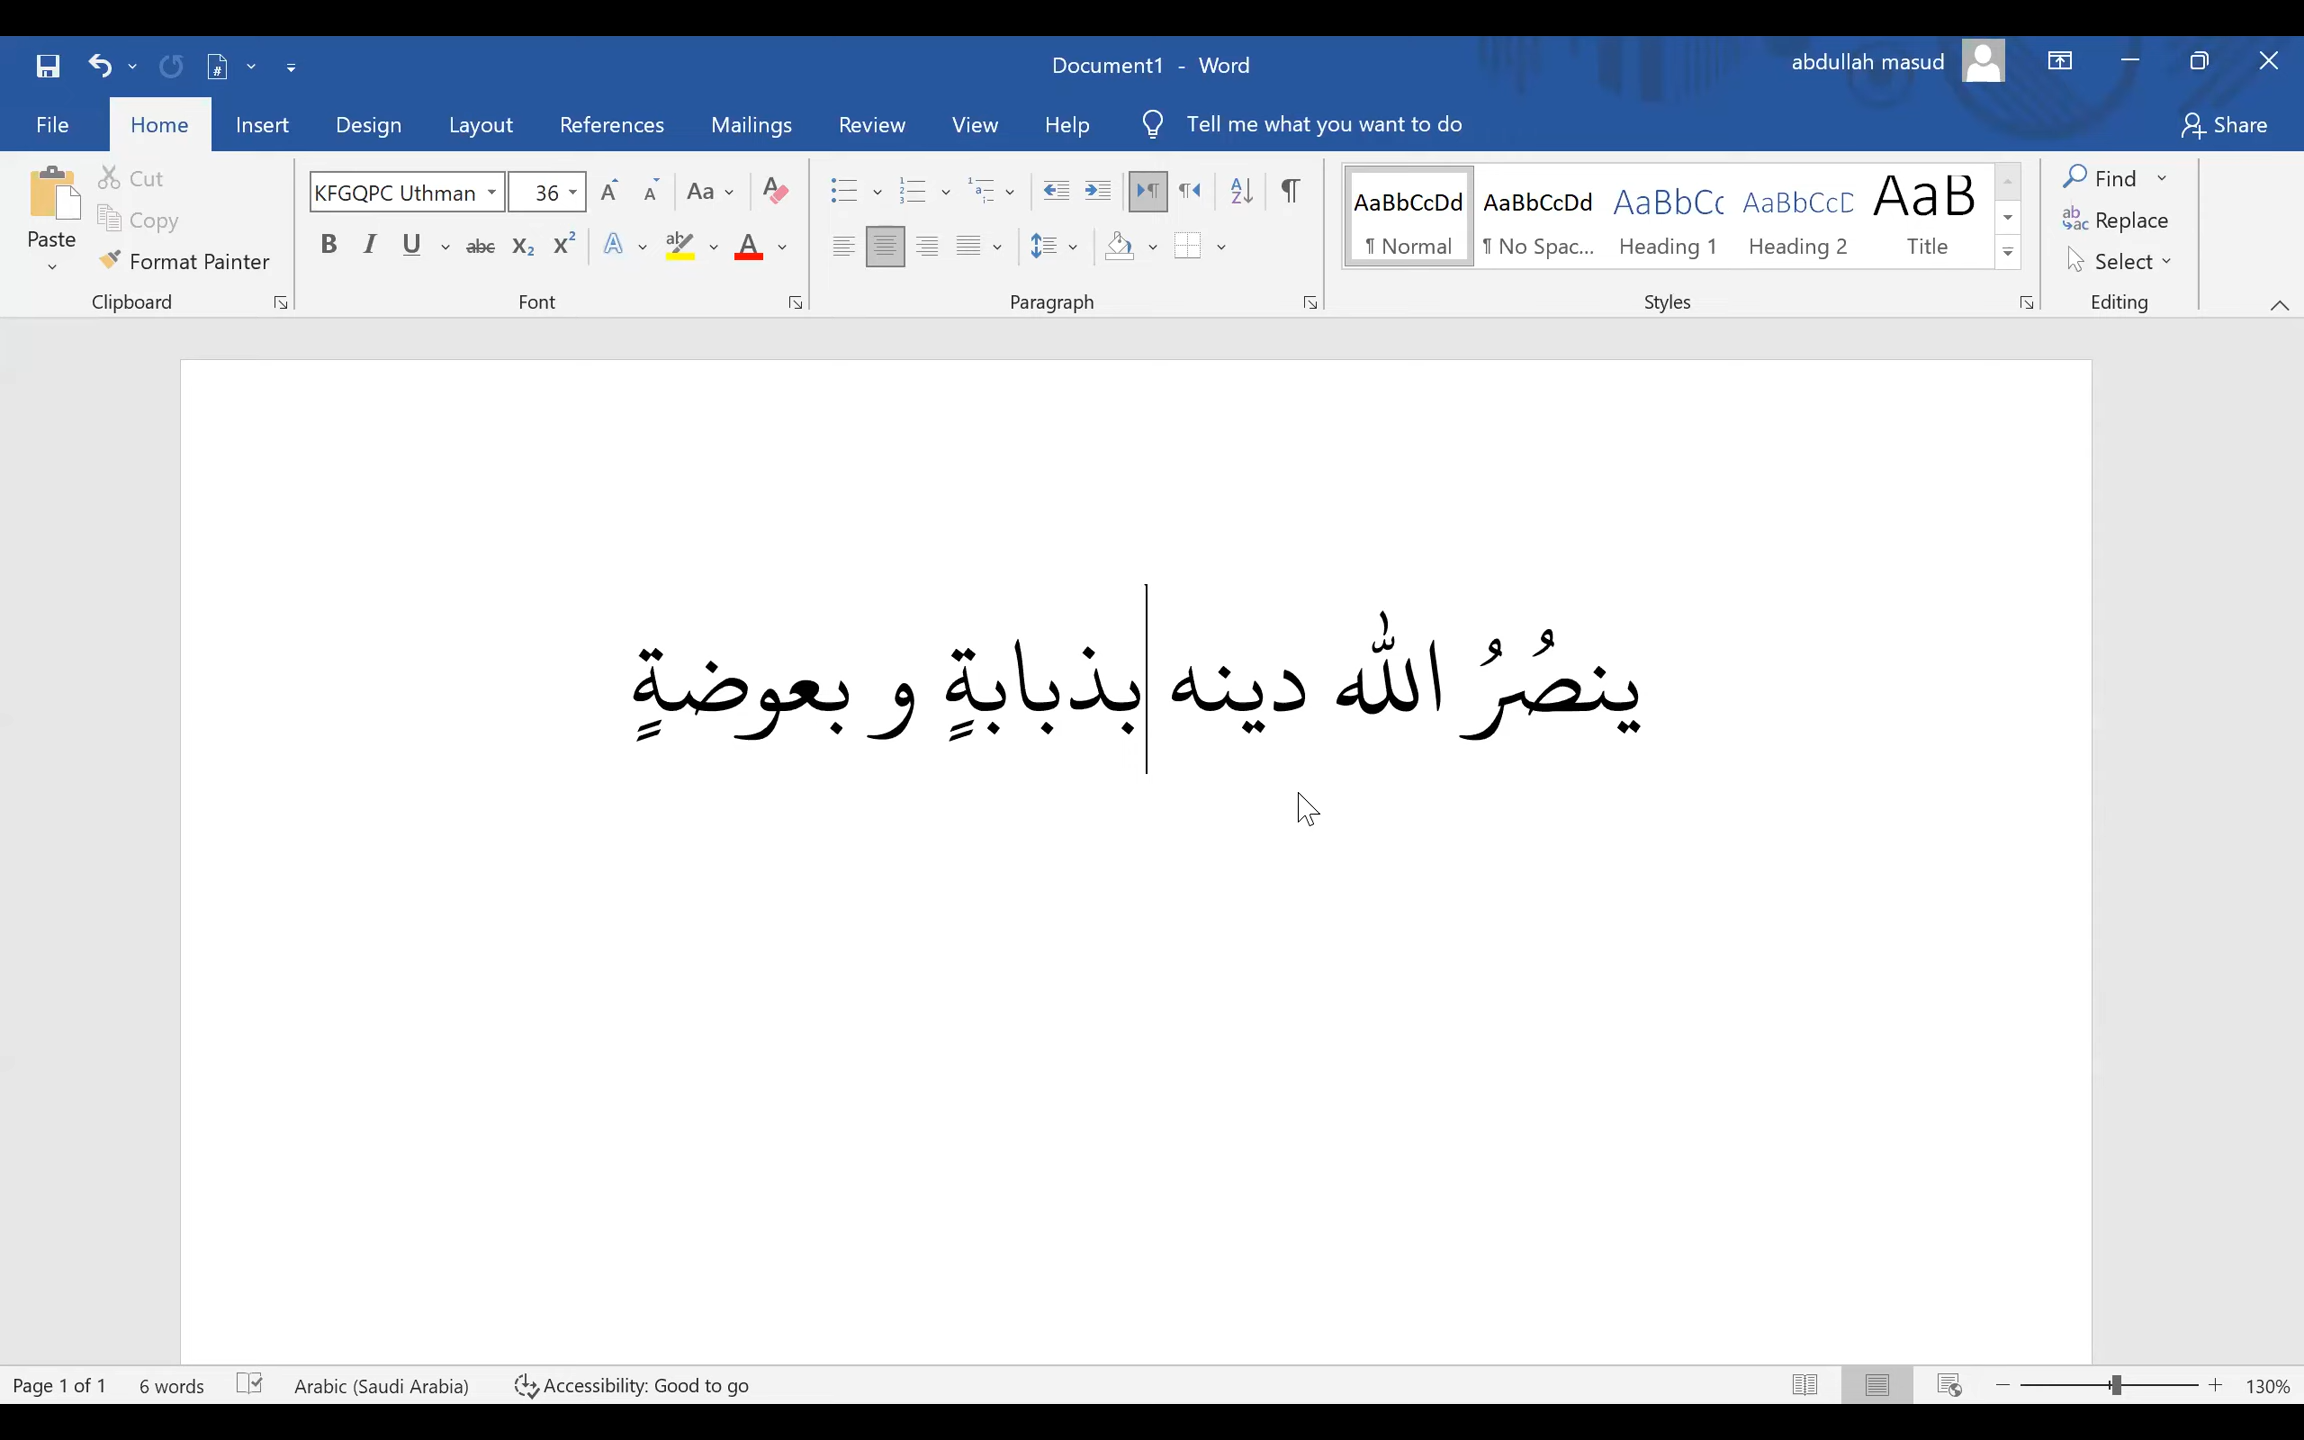 Document1 - Word
abdullah masud
File Home Insert Design Layout References Mailings Review View Help Tell me what you want to do Share
Paste
Cut
Copy
Format Painter
Clipboard
KFGQPC Uthman 36
Font
Paragraph
AaBbCcDd AaBbCcDd AaBbCc AaBbCcD AaB
¶ Normal ¶ No Spac... Heading 1 Heading 2 Title
Styles
Find
Replace
Select
Editing
ينصُرُ الله دينه بذبابةٍ و بعوضةٍ
Page 1 of 1 6 words Arabic (Saudi Arabia) Accessibility: Good to go 130%